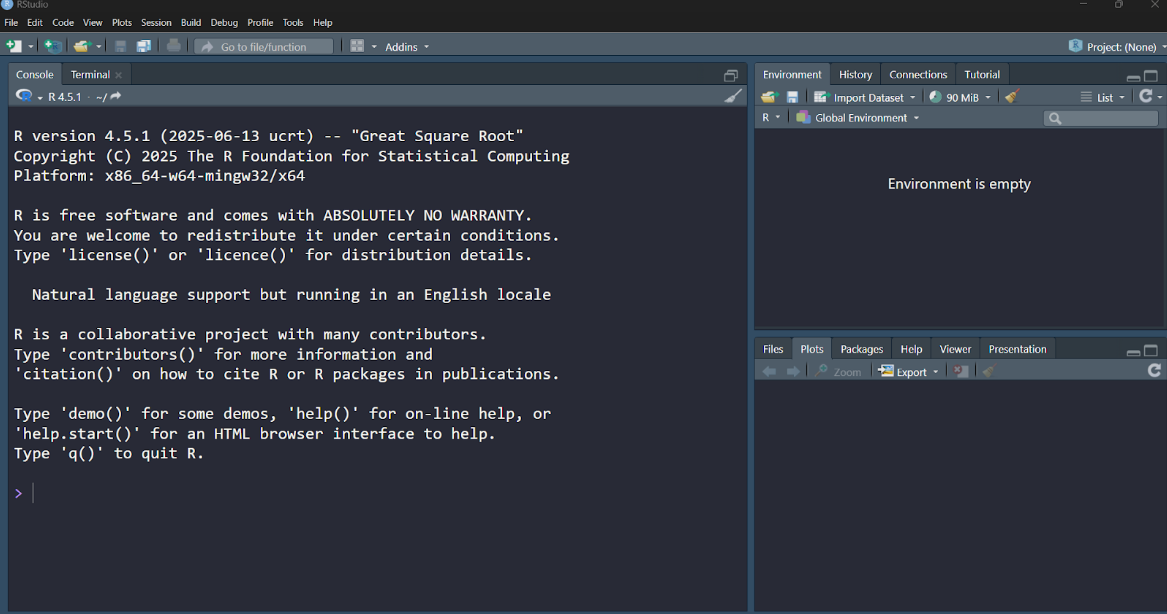 RStudio
File Edit Code View Plots Session Build Debug Profile Tools Help
Go to file/function Addins Project: (None)
Console Terminal
R 4.5.1 · ~/
R version 4.5.1 (2025-06-13 ucrt) -- "Great Square Root"
Copyright (C) 2025 The R Foundation for Statistical Computing
Platform: x86_64-w64-mingw32/x64
R is free software and comes with ABSOLUTELY NO WARRANTY.
You are welcome to redistribute it under certain conditions.
Type 'license()' or 'licence()' for distribution details.
Natural language support but running in an English locale
R is a collaborative project with many contributors.
Type 'contributors()' for more information and
'citation()' on how to cite R or R packages in publications.
Type 'demo()' for some demos, 'help()' for on-line help, or
'help.start()' for an HTML browser interface to help.
Type 'q()' to quit R.
>
Environment History Connections Tutorial
Import Dataset 90 MiB List
R Global Environment
Environment is empty
Files Plots Packages Help Viewer Presentation
Zoom Export